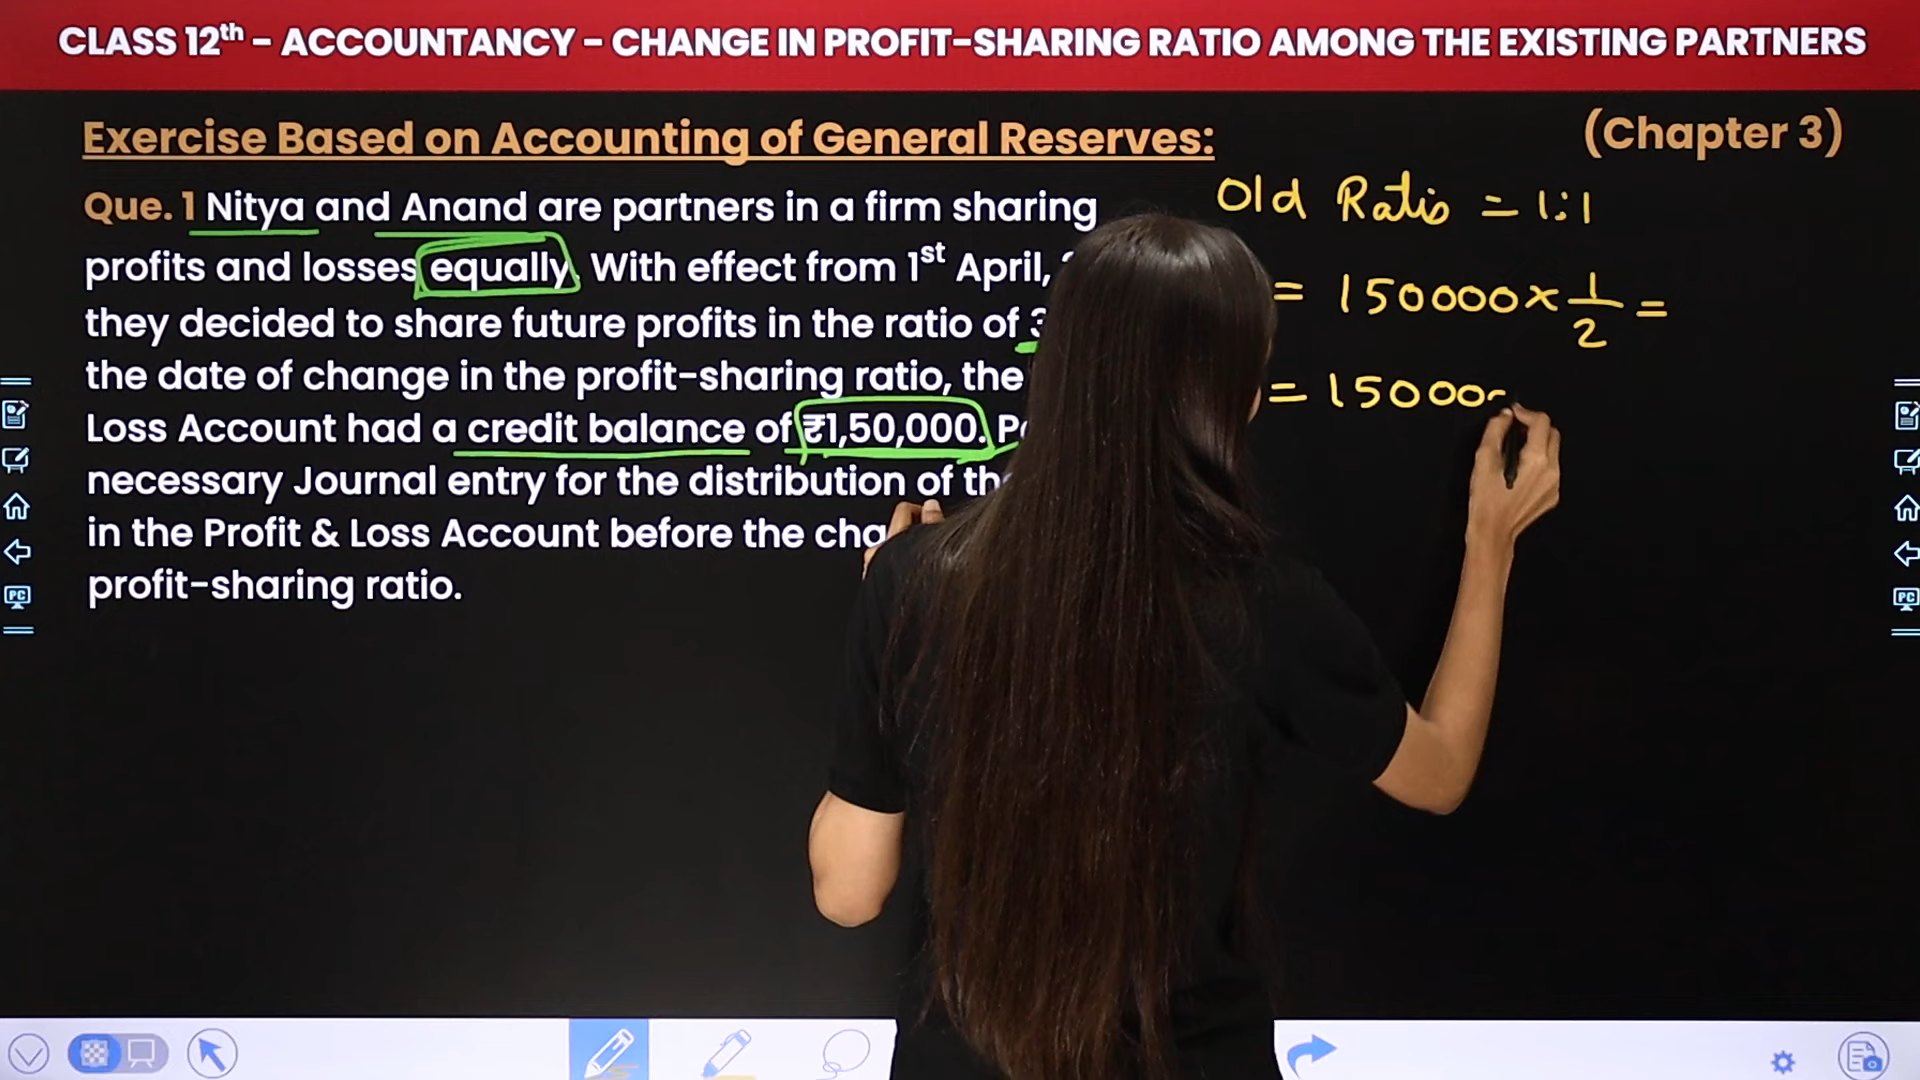 CLASS 12th - ACCOUNTANCY - CHANGE IN PROFIT-SHARING RATIO AMONG THE EXISTING PARTNERS
Exercise Based on Accounting of General Reserves:
(Chapter 3)
Que. 1 Nitya and Anand are partners in a firm sharing
profits and losses equally. With effect from 1st April,
they decided to share future profits in the ratio of 3
the date of change in the profit-sharing ratio, the
Loss Account had a credit balance of ₹1,50,000.
necessary Journal entry for the distribution of
in the Profit & Loss Account before the
profit-sharing ratio.
Old Ratio = 1:1
= 150000 × 1/2 =
= 15000
PC
PC